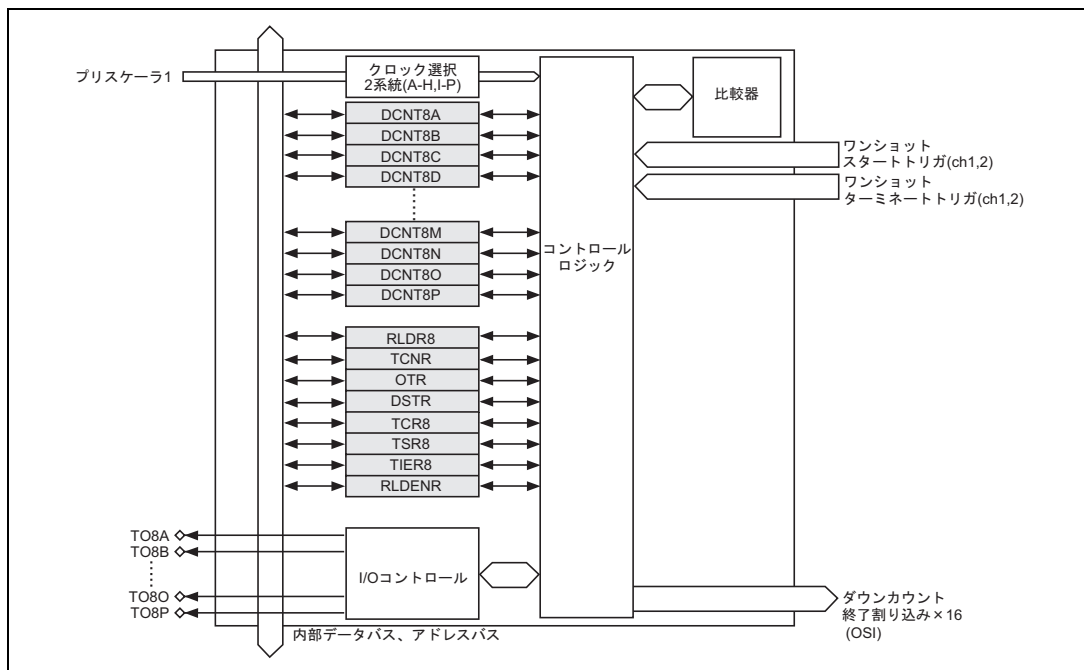 プリスケーラ1
クロック選択
2系統(A-H,I-P)
DCNT8A
DCNT8B
DCNT8C
DCNT8D
DCNT8M
DCNT8N
DCNT8O
DCNT8P
RLDR8
TCNR
OTR
DSTR
TCR8
TSR8
TIER8
RLDENR
コントロール
ロジック
比較器
ワンショット
スタートトリガ(ch1,2)
ワンショット
ターミネートトリガ(ch1,2)
TO8A
TO8B
TO8O
TO8P
I/Oコントロール
内部データバス、アドレスバス
ダウンカウント
終了割り込み×16
(OSI)